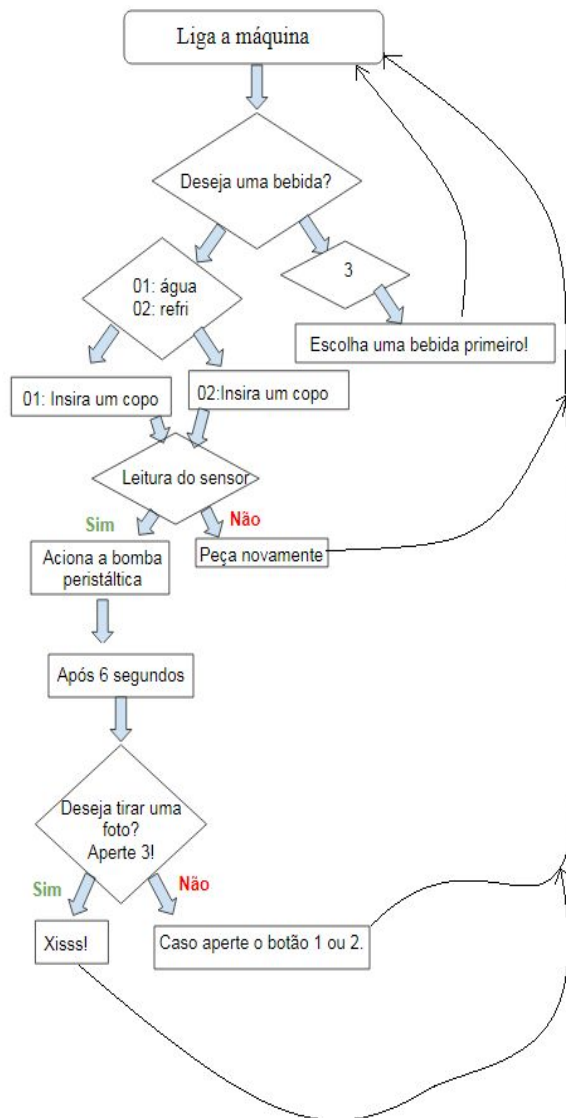 Liga a máquina
Deseja uma bebida?
01: água
02: refri
3
Escolha uma bebida primeiro!
01: Insira um copo
02:Insira um copo
Leitura do sensor
Sim
Não
Aciona a bomba
peristáltica
Peça novamente
Após 6 segundos
Deseja tirar uma
foto?
Aperte 3!
Sim
Não
Xisss!
Caso aperte o botão 1 ou 2.